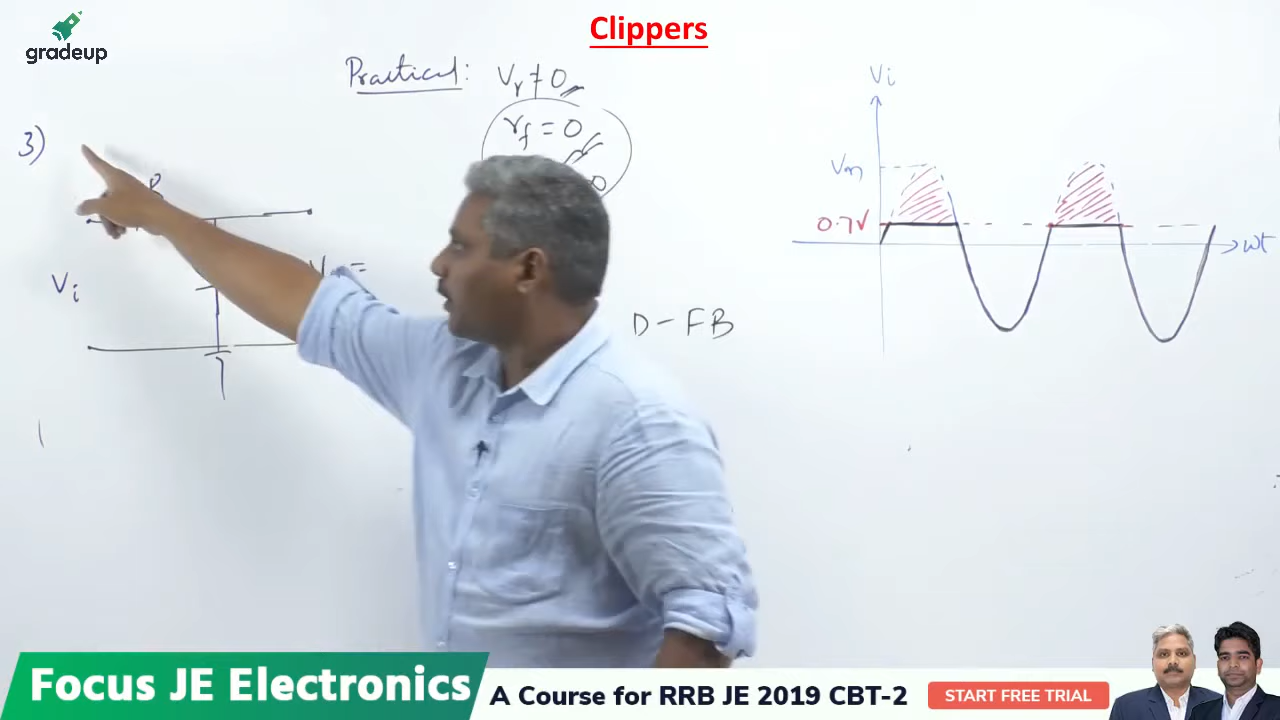 gradeup
Clippers
Practical: Vγ ≠ 0
rf = 0
3)
R
Vi
D - FB
Vi
Vm
0.7V
ωt
Focus JE Electronics
A Course for RRB JE 2019 CBT-2
START FREE TRIAL